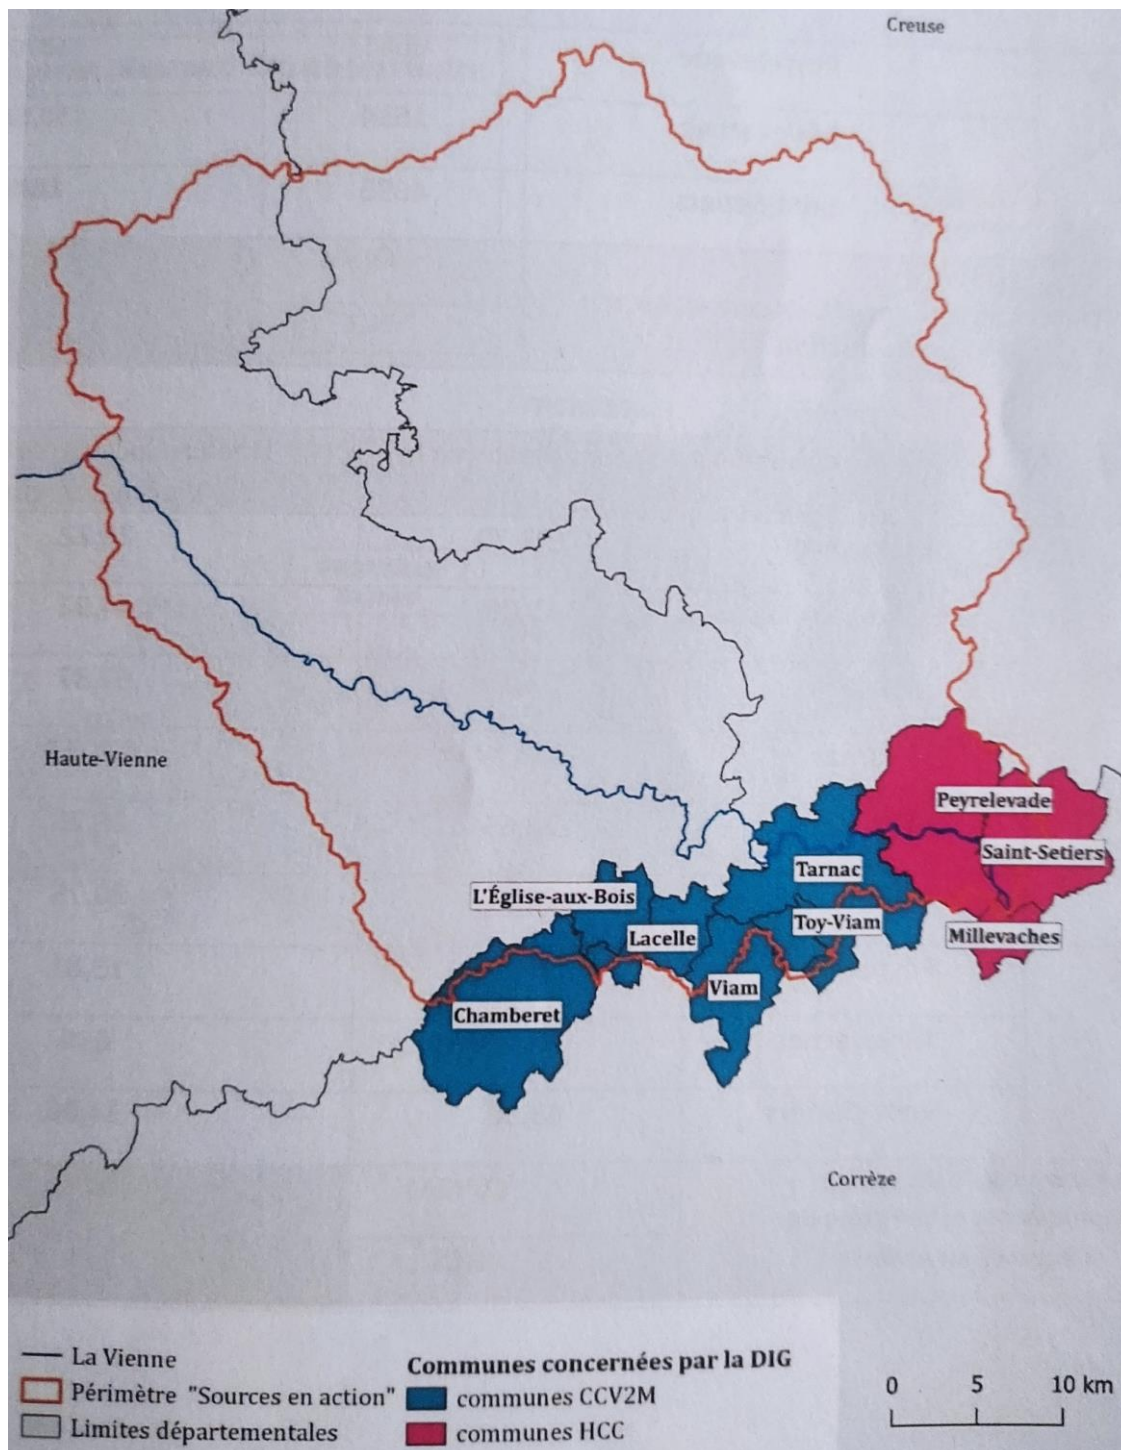 Creuse
Haute-Vienne
Peyrelevade
Saint-Setiers
Tarnac
L'Église-aux-Bois
Toy-Viam
Lacelle
Millevaches
Viam
Chamberet
Corrèze
La Vienne
Périmètre "Sources en action"
Limites départementales
Communes concernées par la DIG
communes CCV2M
communes HCC
0 5 10 km